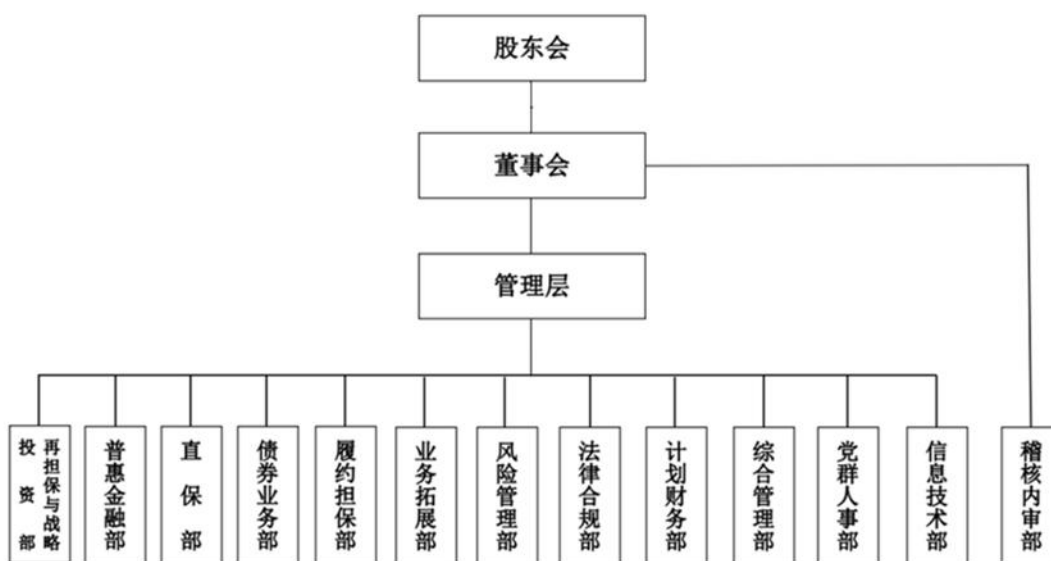 股东会
董事会
管理层
再担保与战略
投资部
普惠金融部
直保部
债券业务部
履约担保部
业务拓展部
风险管理部
法律合规部
计划财务部
综合管理部
党群人事部
信息技术部
稽核内审部